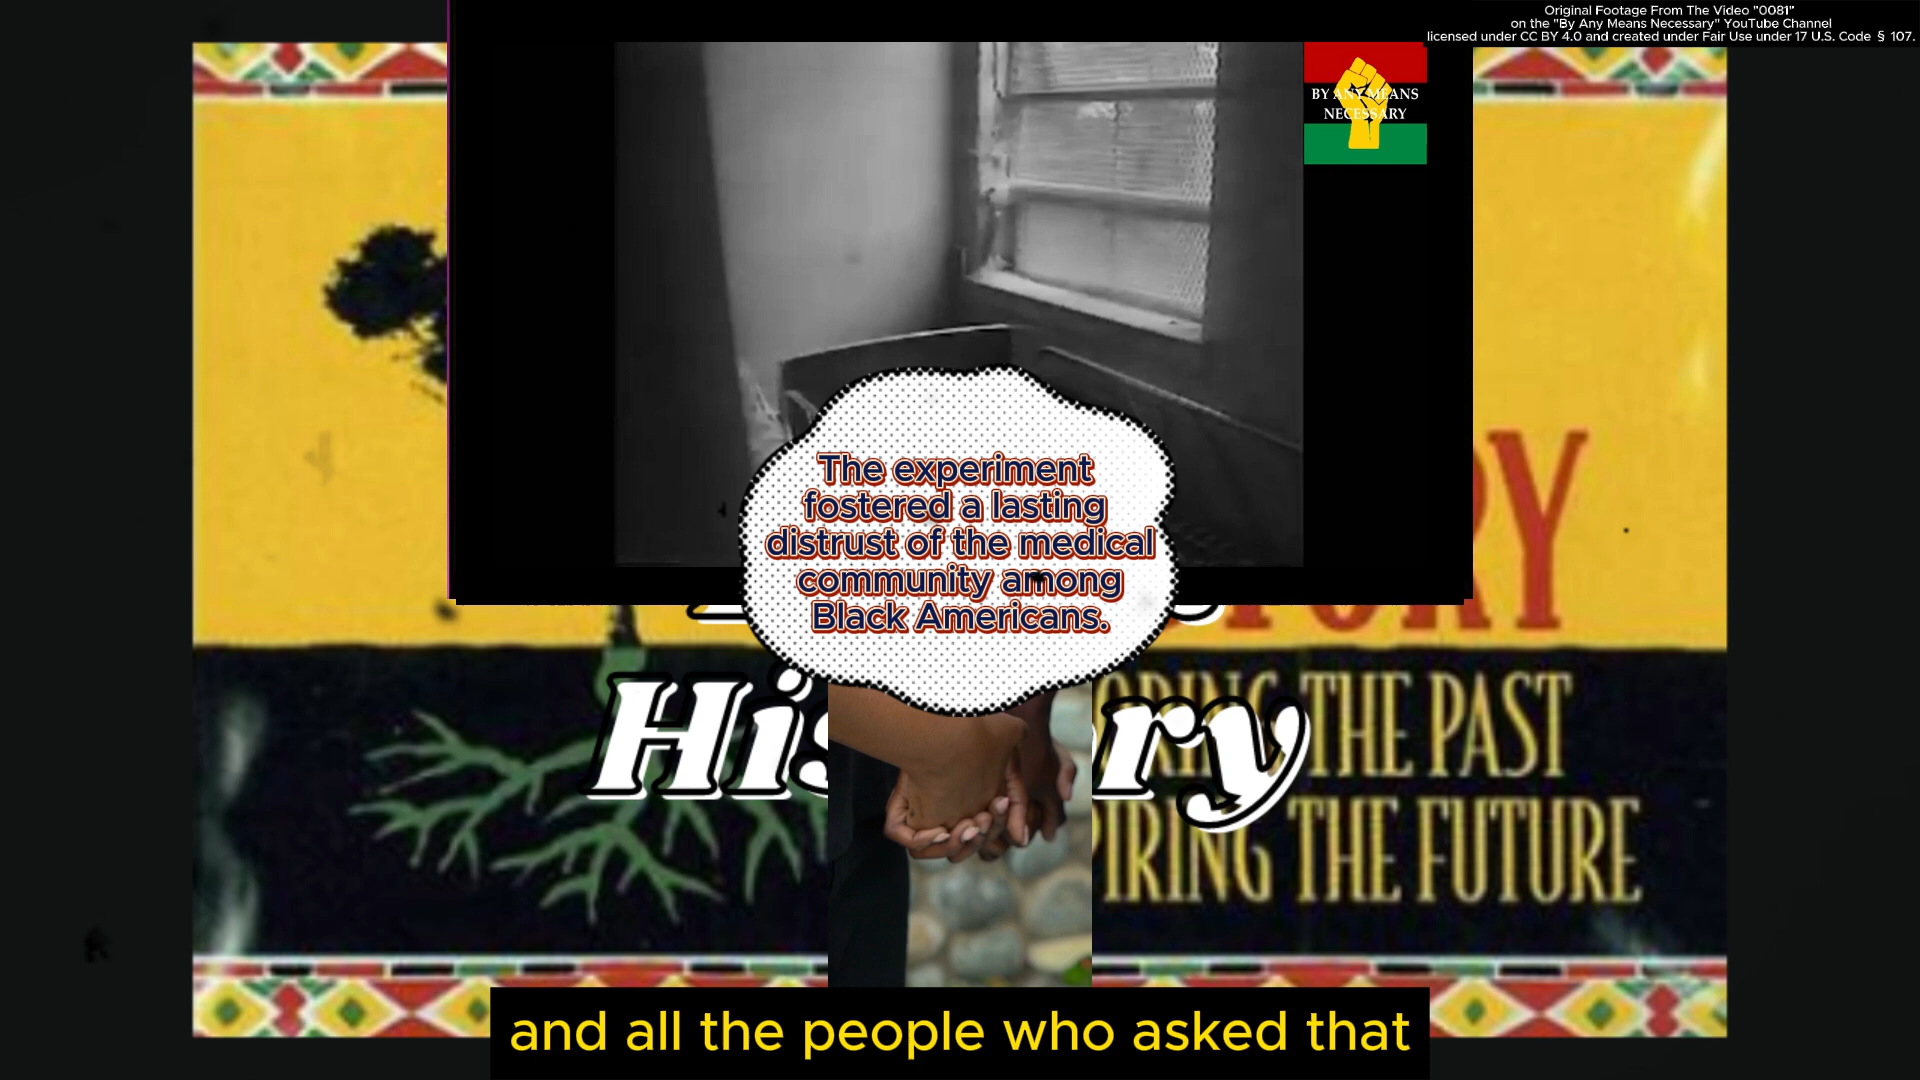 Original Footage From The Video "0081"
on the "By Any Means Necessary" YouTube Channel
licensed under CC BY 4.0 and created under Fair Use under 17 U.S. Code § 107.
BY ANY MEANS
NECESSARY
The experiment
fostered a lasting
distrust of the medical
community among
Black Americans.
THE PAST
THE FUTURE
and all the people who asked that